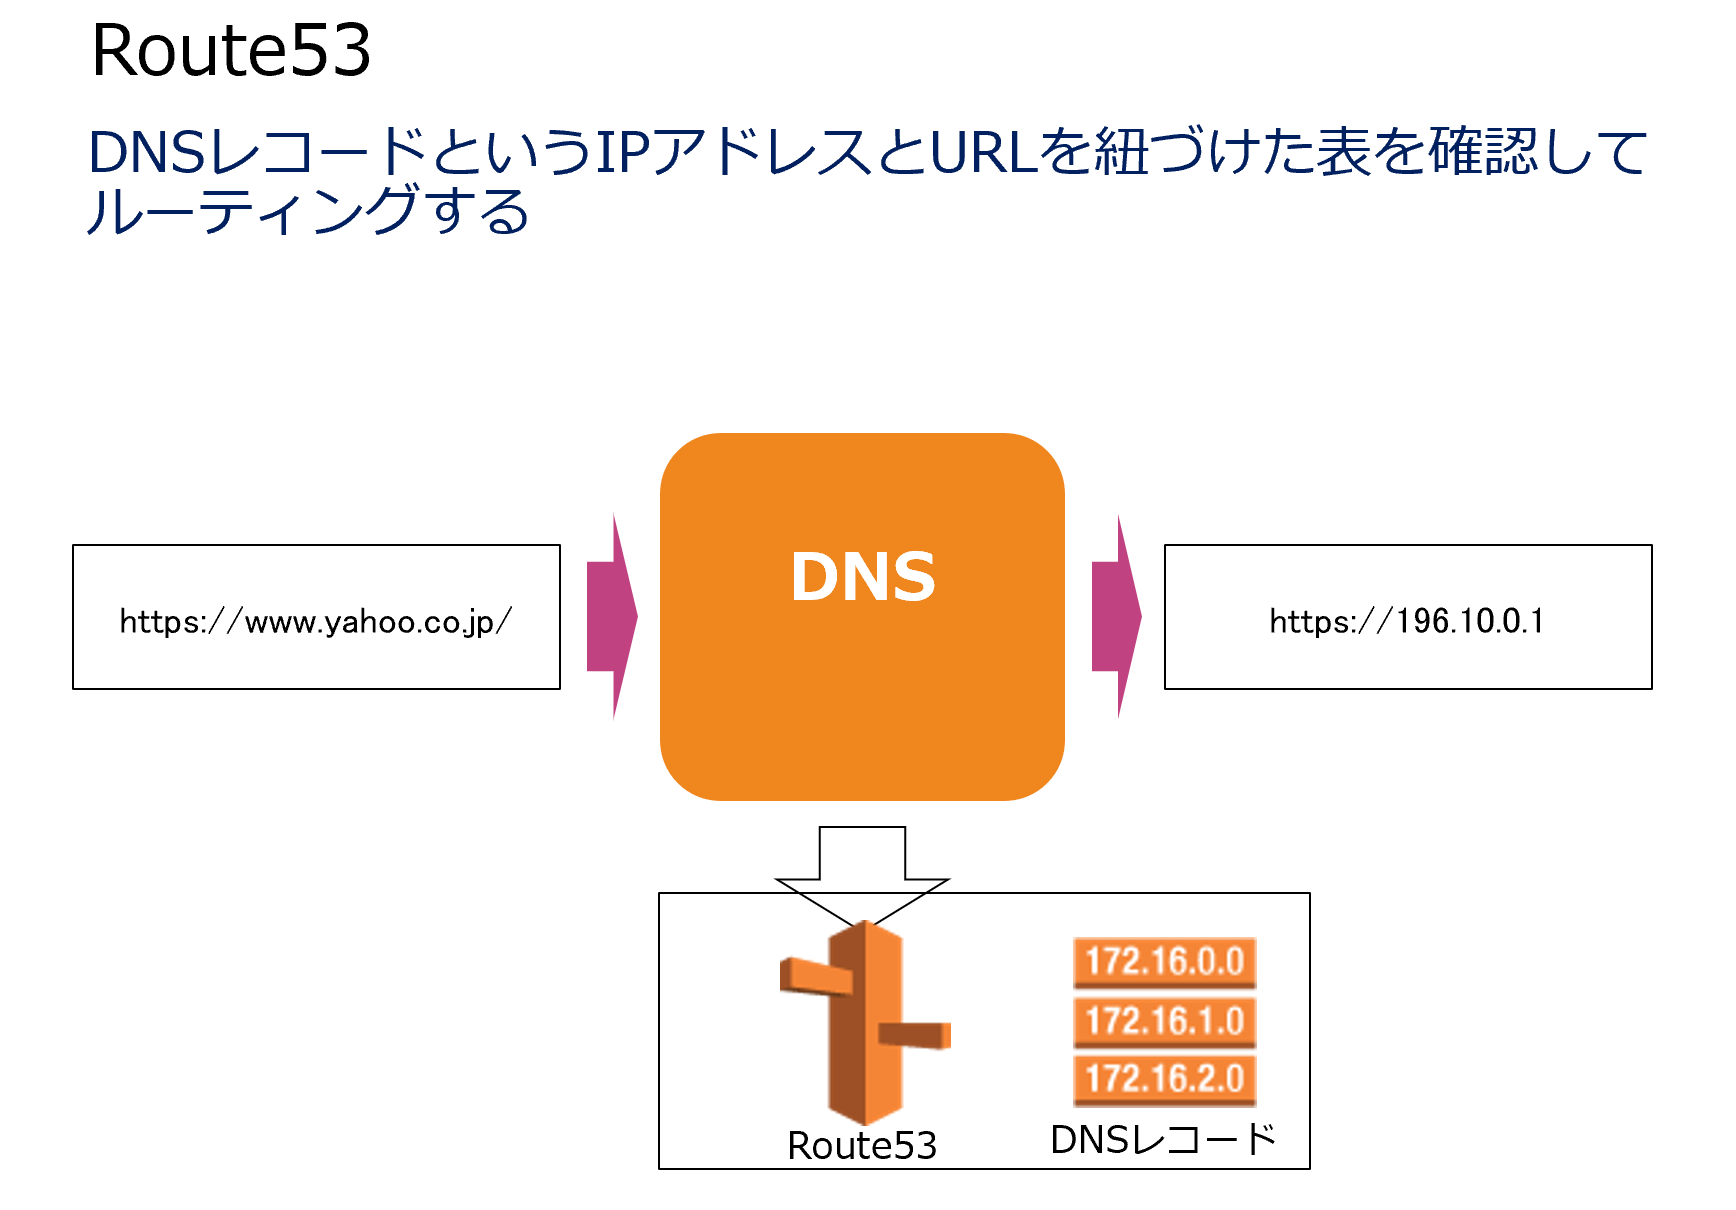 Route53
DNSレコードというIPアドレスとURLを紐づけた表を確認して
ルーティングする
DNS
https://www.yahoo.co.jp/
https://196.10.0.1
172.16.0.0
172.16.1.0
172.16.2.0
Route53
DNSレコード